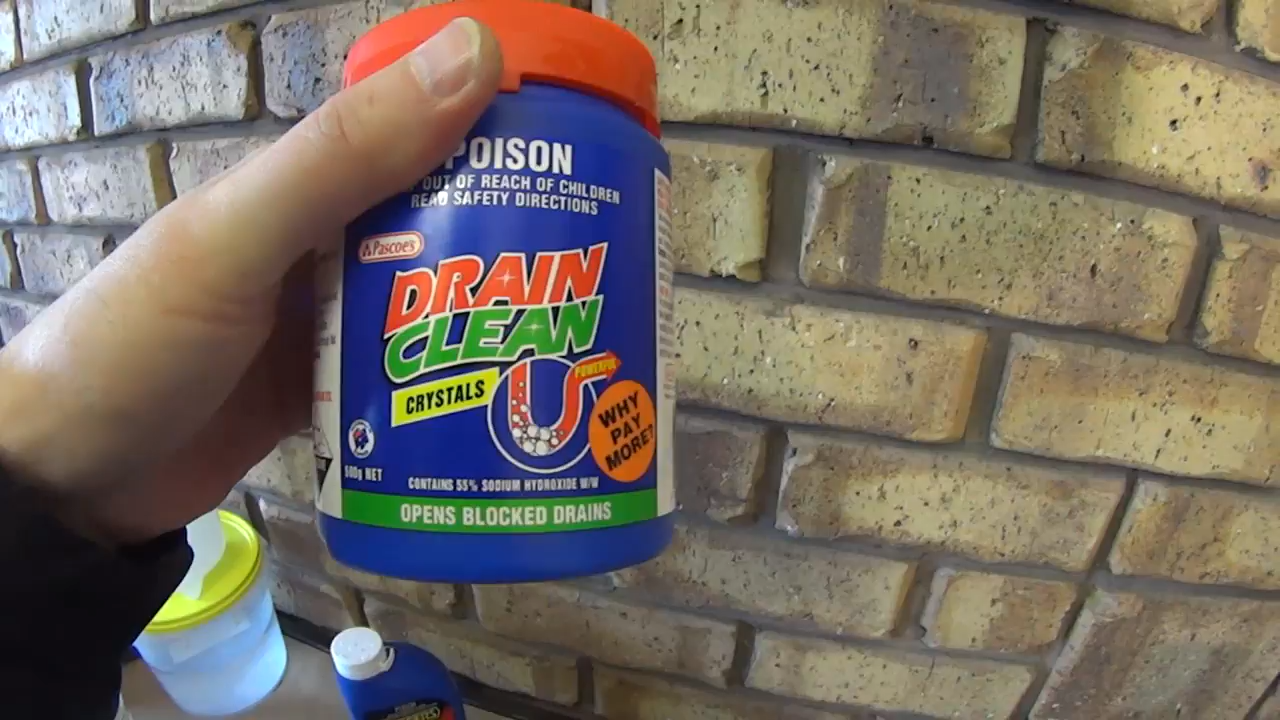 POISON
OUT OF REACH OF CHILDREN
READ SAFETY DIRECTIONS
Pascoe's
DRAIN
CLEAN
CRYSTALS
POWERFUL
WHY
PAY
MORE?
500g NET
CONTAINS 55% SODIUM HYDROXIDE W/W
OPENS BLOCKED DRAINS